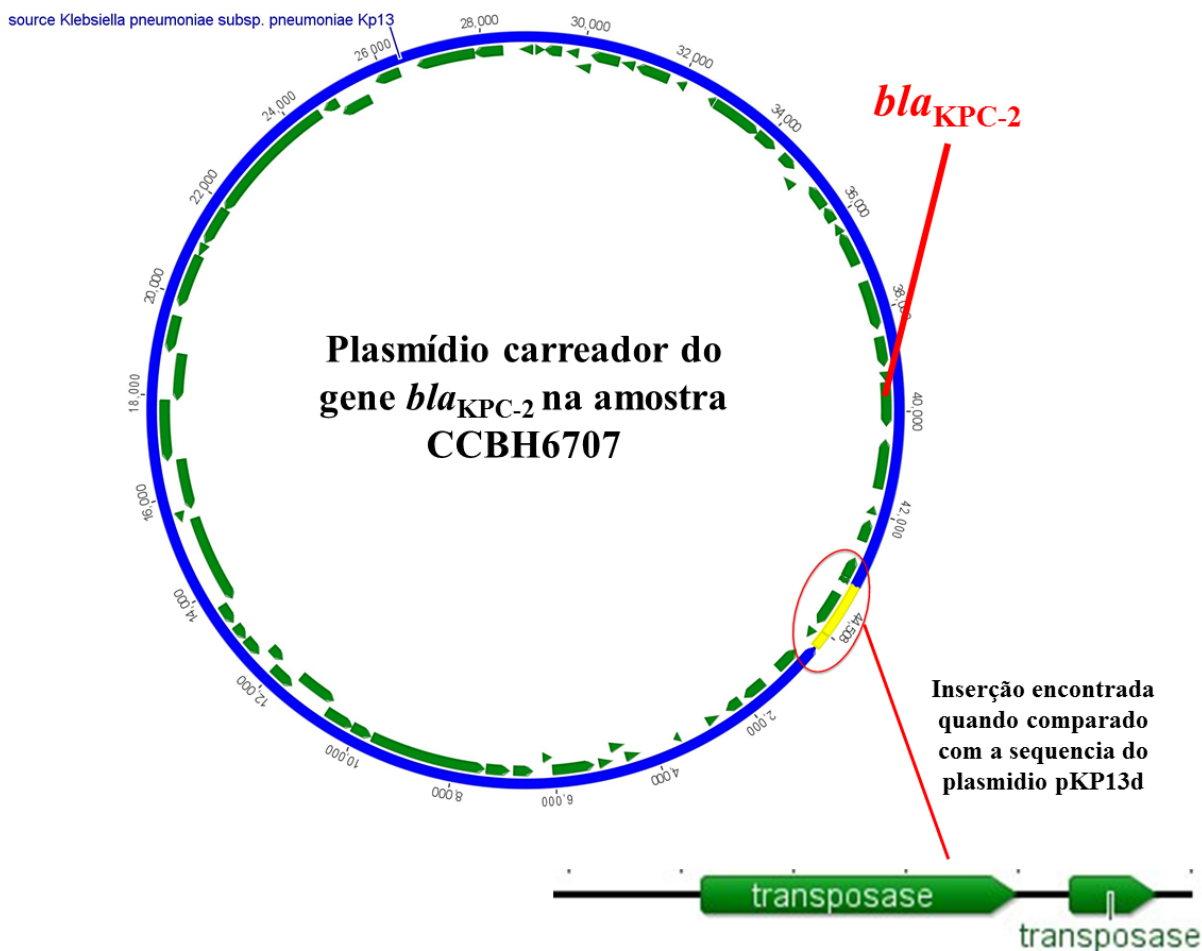 source Klebsiella pneumoniae subsp. pneumoniae Kp13
28,000
30,000
26,000
32,000
24,000
34,000
22,000
36,000
20,000
38,000
18,000
40,000
16,000
42,000
14,000
44,508
12,000
2,000
10,000
4,000
8,000
6,000
blaKPC-2
Plasmídio carreador do
gene blaKPC-2 na amostra
CCBH6707
Inserção encontrada
quando comparado
com a sequencia do
plasmidio pKP13d
transposase
transposase